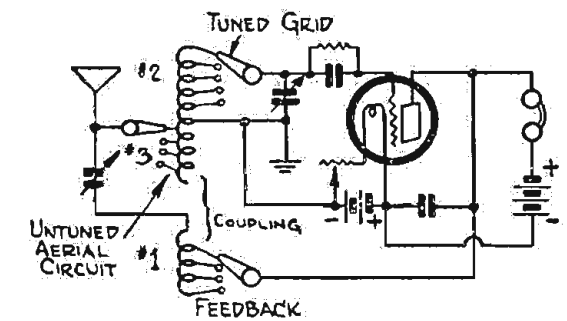 TUNED GRID
#2
#3
UNTUNED
AERIAL
CIRCUIT
COUPLING
#1
FEEDBACK
+
-
+
-